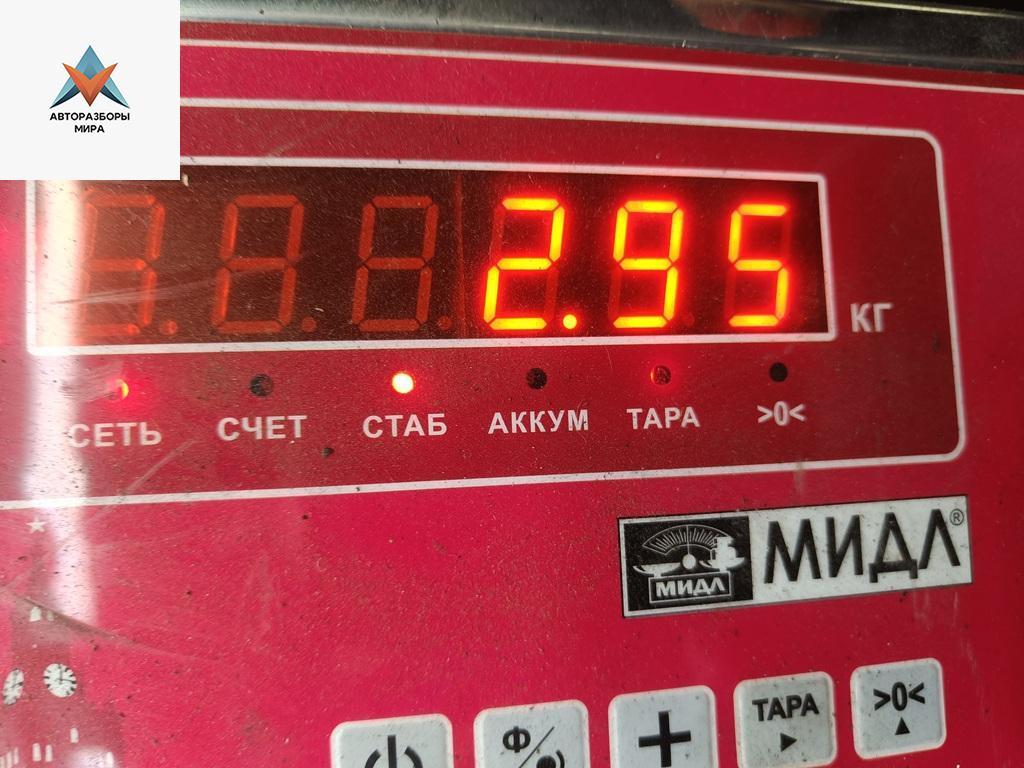 АВТОРАЗБОРЫ
МИРА
2.95
КГ
СЕТЬ СЧЕТ СТАБ АККУМ ТАРА >0<
МИДЛ МИДЛ®
Ф + ТАРА >0<